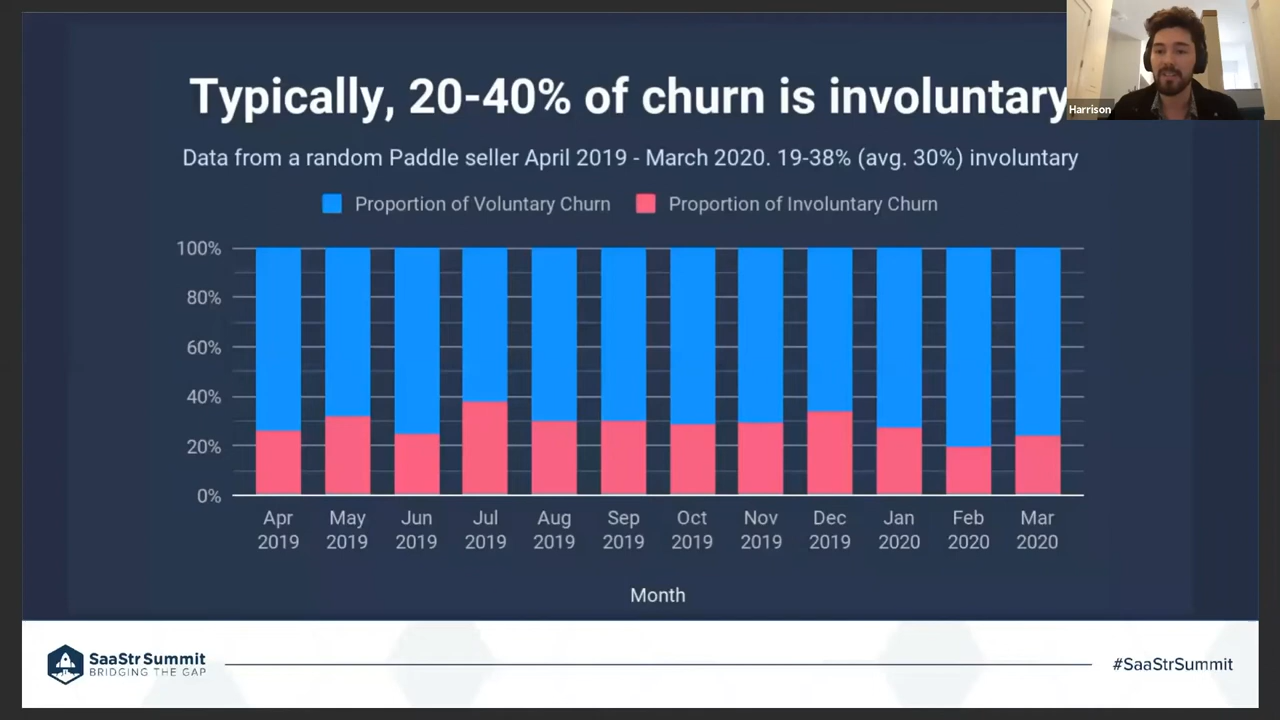 Typically, 20-40% of churn is involuntary
Harrison
Data from a random Paddle seller April 2019 - March 2020. 19-38% (avg. 30%) involuntary
Proportion of Voluntary Churn
Proportion of Involuntary Churn
100%
80%
60%
40%
20%
0%
Apr 2019
May 2019
Jun 2019
Jul 2019
Aug 2019
Sep 2019
Oct 2019
Nov 2019
Dec 2019
Jan 2020
Feb 2020
Mar 2020
Month
SaaStr Summit
BRIDGING THE GAP
#SaaStrSummit